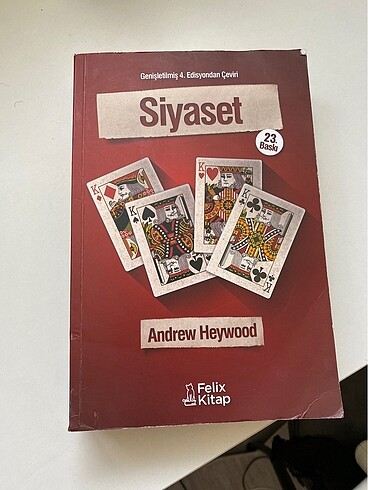 Genişletilmiş 4. Edisyondan Çeviri
Siyaset
23.
Baskı
K
K
K
K
K
Andrew Heywood
Felix
Kitap